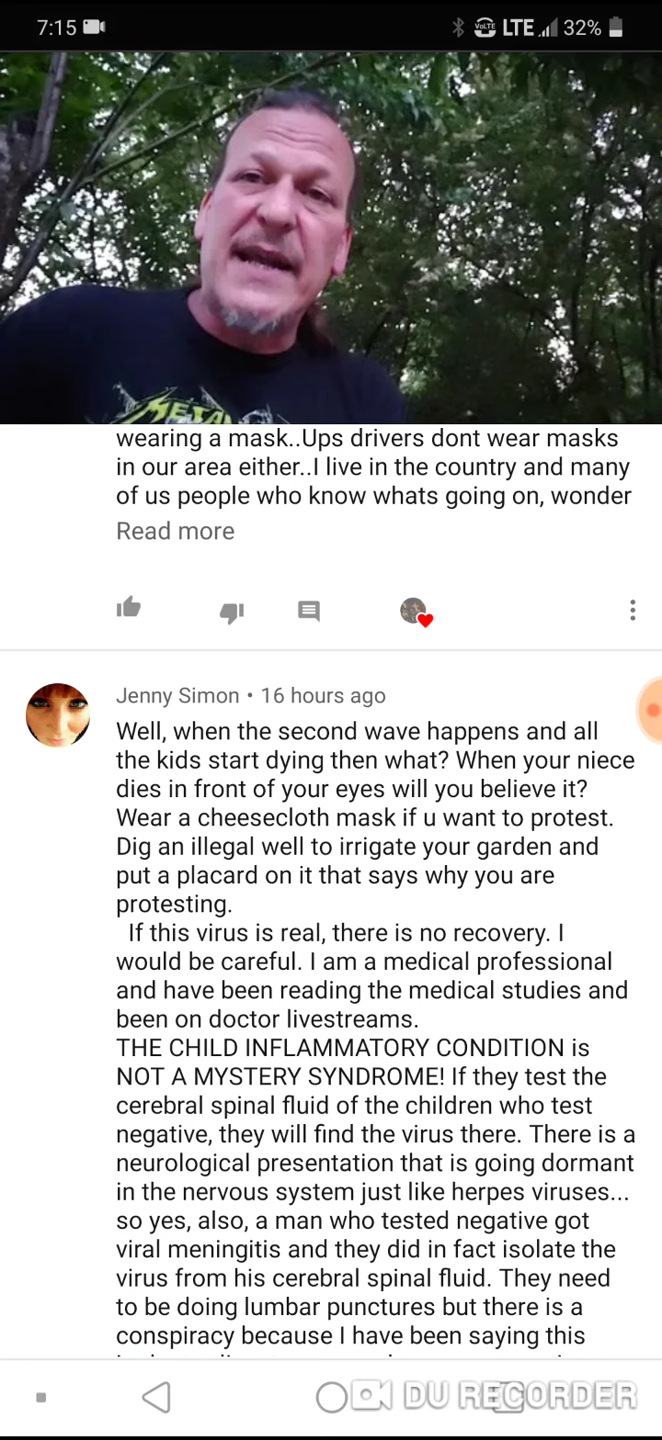 7:15 VoLTE LTE 32%
METAL
wearing a mask..Ups drivers dont wear masks
in our area either..I live in the country and many
of us people who know whats going on, wonder
Read more
Jenny Simon • 16 hours ago
Well, when the second wave happens and all
the kids start dying then what? When your niece
dies in front of your eyes will you believe it?
Wear a cheesecloth mask if u want to protest.
Dig an illegal well to irrigate your garden and
put a placard on it that says why you are
protesting.
If this virus is real, there is no recovery. I
would be careful. I am a medical professional
and have been reading the medical studies and
been on doctor livestreams.
THE CHILD INFLAMMATORY CONDITION is
NOT A MYSTERY SYNDROME! If they test the
cerebral spinal fluid of the children who test
negative, they will find the virus there. There is a
neurological presentation that is going dormant
in the nervous system just like herpes viruses...
so yes, also, a man who tested negative got
viral meningitis and they did in fact isolate the
virus from his cerebral spinal fluid. They need
to be doing lumbar punctures but there is a
conspiracy because I have been saying this
DU RECORDER